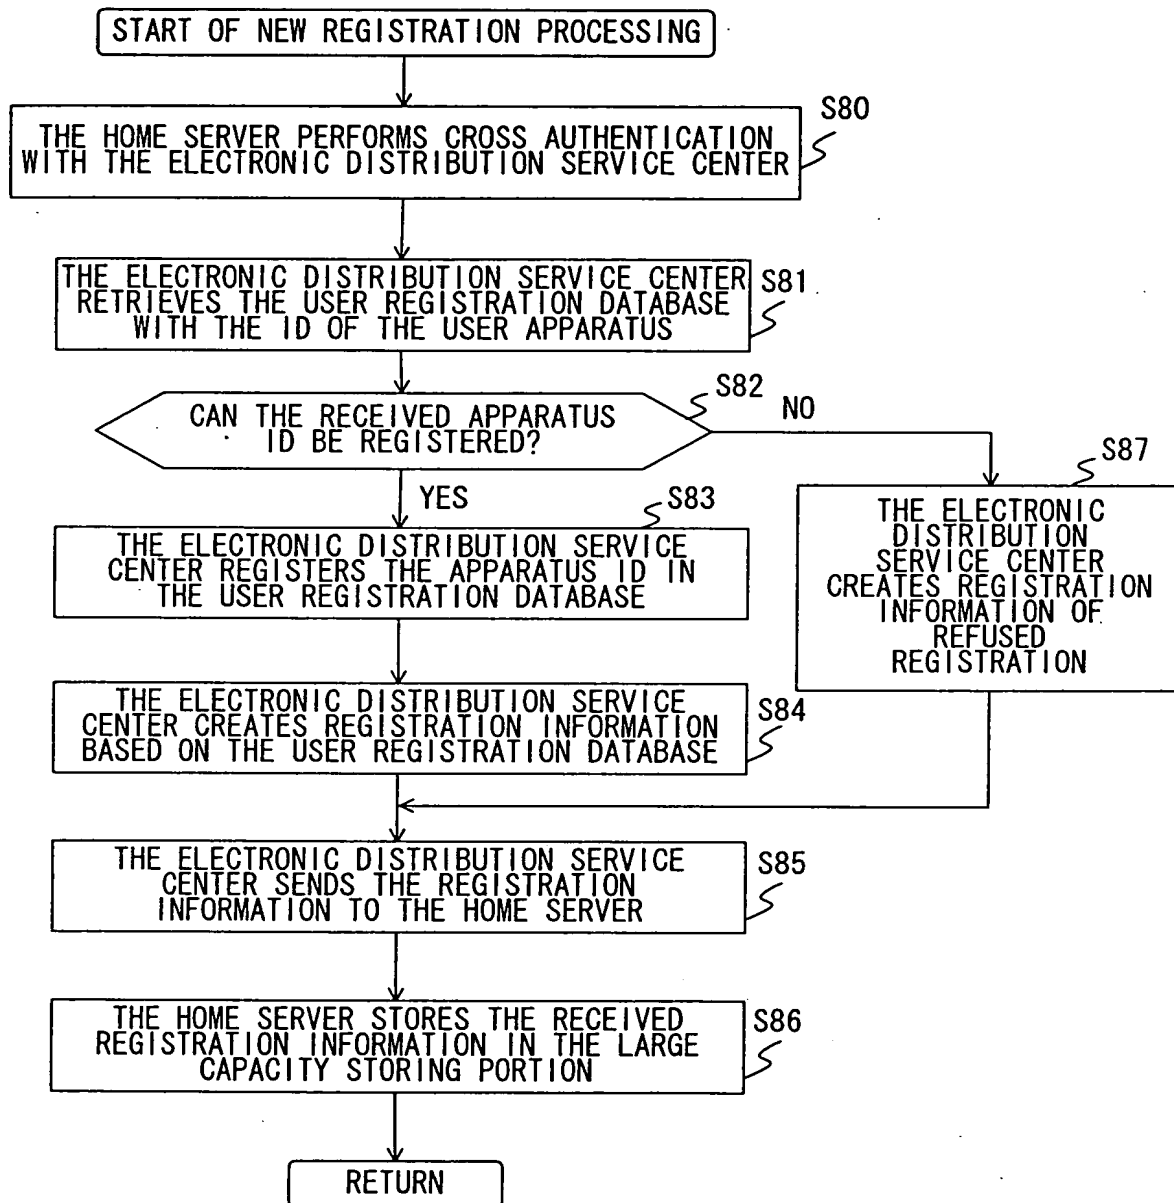 START OF NEW REGISTRATION PROCESSING
S80
THE HOME SERVER PERFORMS CROSS AUTHENTICATION
WITH THE ELECTRONIC DISTRIBUTION SERVICE CENTER
S81
THE ELECTRONIC DISTRIBUTION SERVICE CENTER
RETRIEVES THE USER REGISTRATION DATABASE
WITH THE ID OF THE USER APPARATUS
S82
CAN THE RECEIVED APPARATUS
ID BE REGISTERED?
NO
YES
S83
THE ELECTRONIC DISTRIBUTION SERVICE
CENTER REGISTERS THE APPARATUS ID IN
THE USER REGISTRATION DATABASE
S87
THE ELECTRONIC
DISTRIBUTION
SERVICE CENTER
CREATES REGISTRATION
INFORMATION OF
REFUSED
REGISTRATION
S84
THE ELECTRONIC DISTRIBUTION SERVICE
CENTER CREATES REGISTRATION INFORMATION
BASED ON THE USER REGISTRATION DATABASE
S85
THE ELECTRONIC DISTRIBUTION SERVICE
CENTER SENDS THE REGISTRATION
INFORMATION TO THE HOME SERVER
S86
THE HOME SERVER STORES THE RECEIVED
REGISTRATION INFORMATION IN THE LARGE
CAPACITY STORING PORTION
RETURN